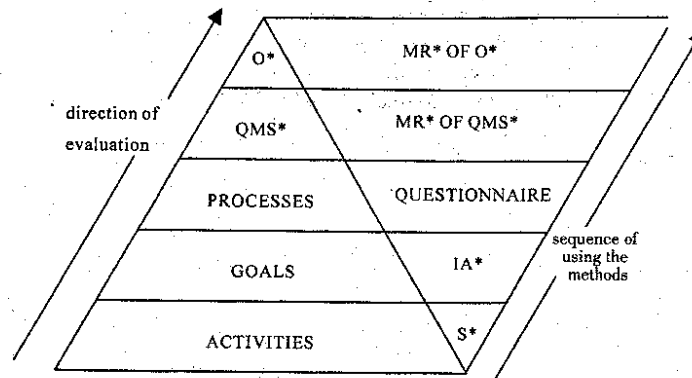 O*
MR* OF O*
direction of
evaluation
QMS*
MR* OF QMS*
PROCESSES
QUESTIONNAIRE
GOALS
IA*
sequence of
using the
methods
ACTIVITIES
S*